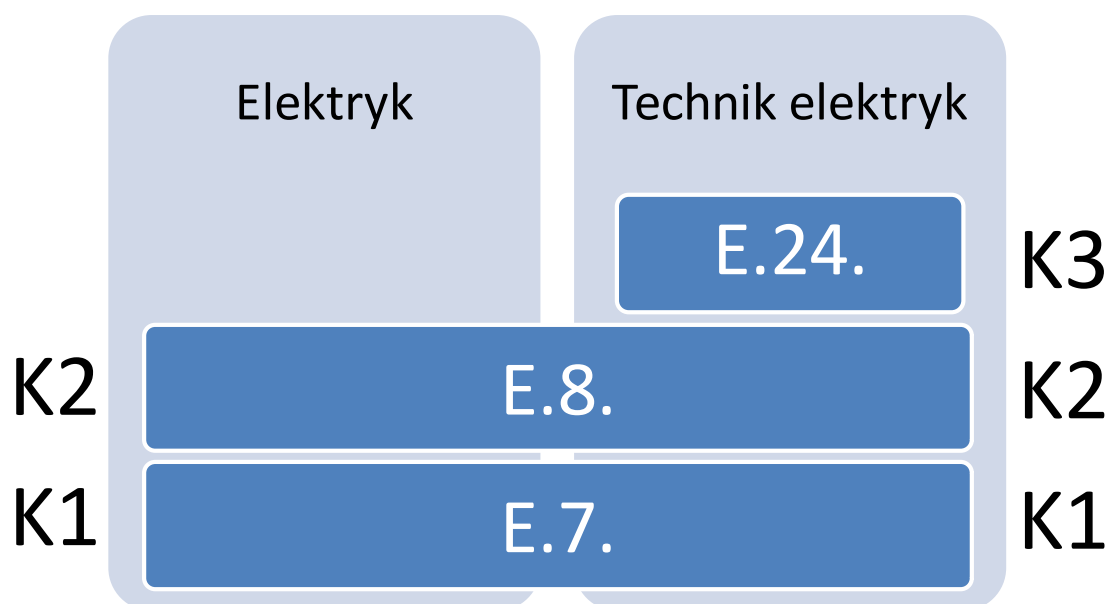 Elektryk
Technik elektryk
E.24.
K3
K2
E.8.
K2
K1
E.7.
K1